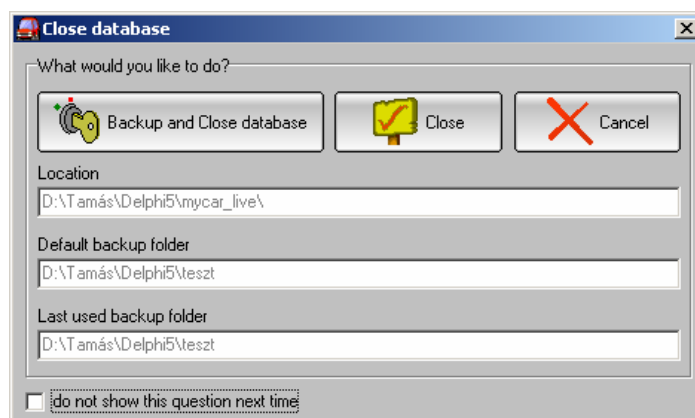 Close database
What would you like to do?
Backup and Close database
Close
Cancel
Location
D:\Tamás\Delphi5\mycar_live\
Default backup folder
D:\Tamás\Delphi5\teszt
Last used backup folder
D:\Tamás\Delphi5\teszt
do not show this question next time